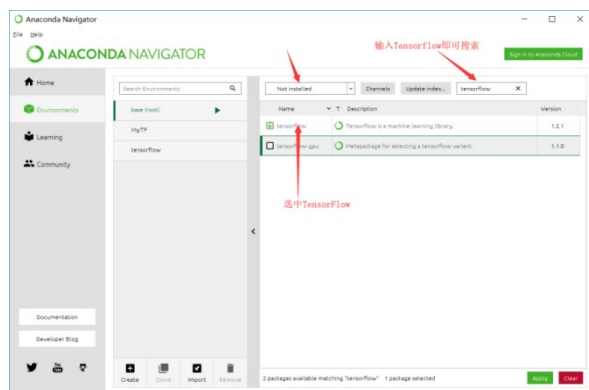 Anaconda Navigator
File Help
ANACONDA NAVIGATOR
Sign in to Anaconda Cloud
输入Tensorflow即可搜索
Home
Environments
Learning
Community
Documentation
Developer Blog
Search Environments
base (root)
MyTF
tensorflow
Create Clone Import Remove
Not installed Channels Update index... tensorflow X
Name T Description Version
tensorflow Tensorflow is a machine learning library. 1.2.1
tensorflow-gpu Metapackage for selecting a tensorflow variant. 1.1.0
选中TensorFlow
2 packages available matching "tensorflow" 1 package selected
Apply Clear